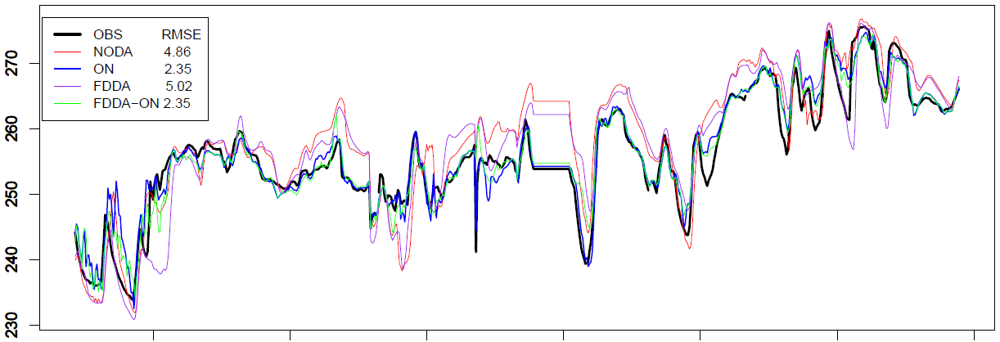 OBS RMSE
NODA 4.86
ON 2.35
FDDA 5.02
FDDA−ON 2.35
270
260
250
240
230